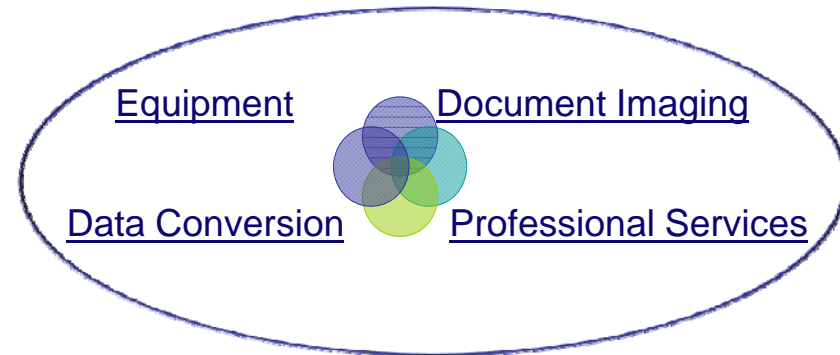 Equipment
Document Imaging
Data Conversion
Professional Services